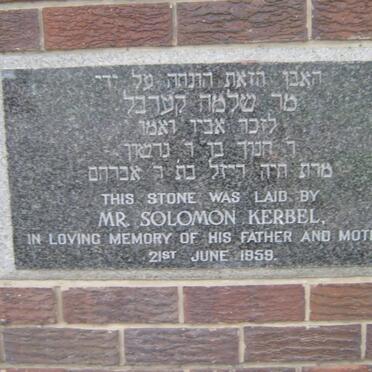 האבן הזאת הונחה על ידי
מר שלמה קערבל
לזכר אביו ואמו
ר חנוך בן ר גרשון
מרת חיה רייזל בת ר אברהם
THIS STONE WAS LAID BY
MR. SOLOMON KERBEL,
IN LOVING MEMORY OF HIS FATHER AND
21ST JUNE 1959.